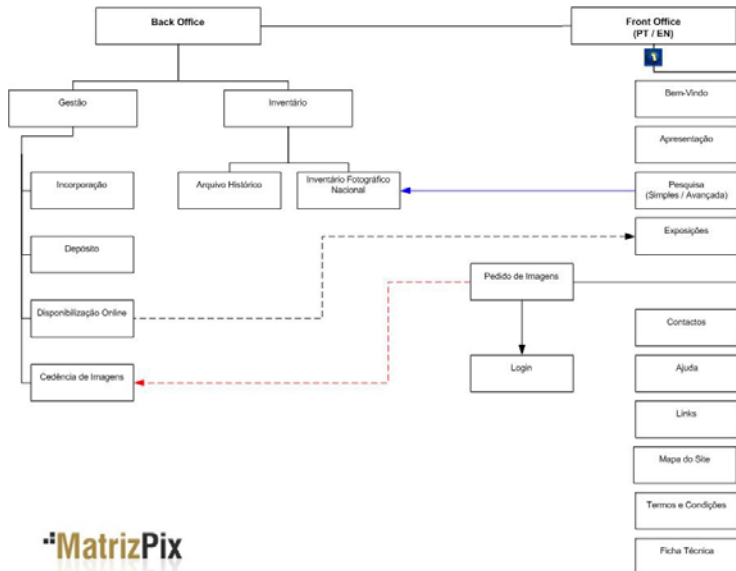 Back Office
Front Office
(PT / EN)
Gestão
Inventário
Bem-Vindo
Apresentação
Incorporação
Arquivo Histórico
Inventário Fotográfico
Nacional
Pesquisa
(Simples / Avançada)
Depósito
Exposições
Pedido de Imagens
Disponibilização Online
Contactos
Cedência de Imagens
Login
Ajuda
Links
Mapa do Site
Termos e Condições
Ficha Técnica
MatrizPix